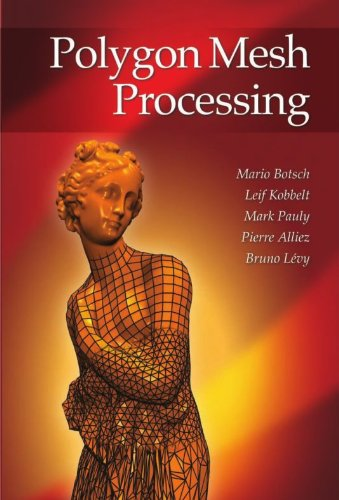 Polygon Mesh
Processing
Mario Botsch
Leif Kobbelt
Mark Pauly
Pierre Alliez
Bruno Lévy